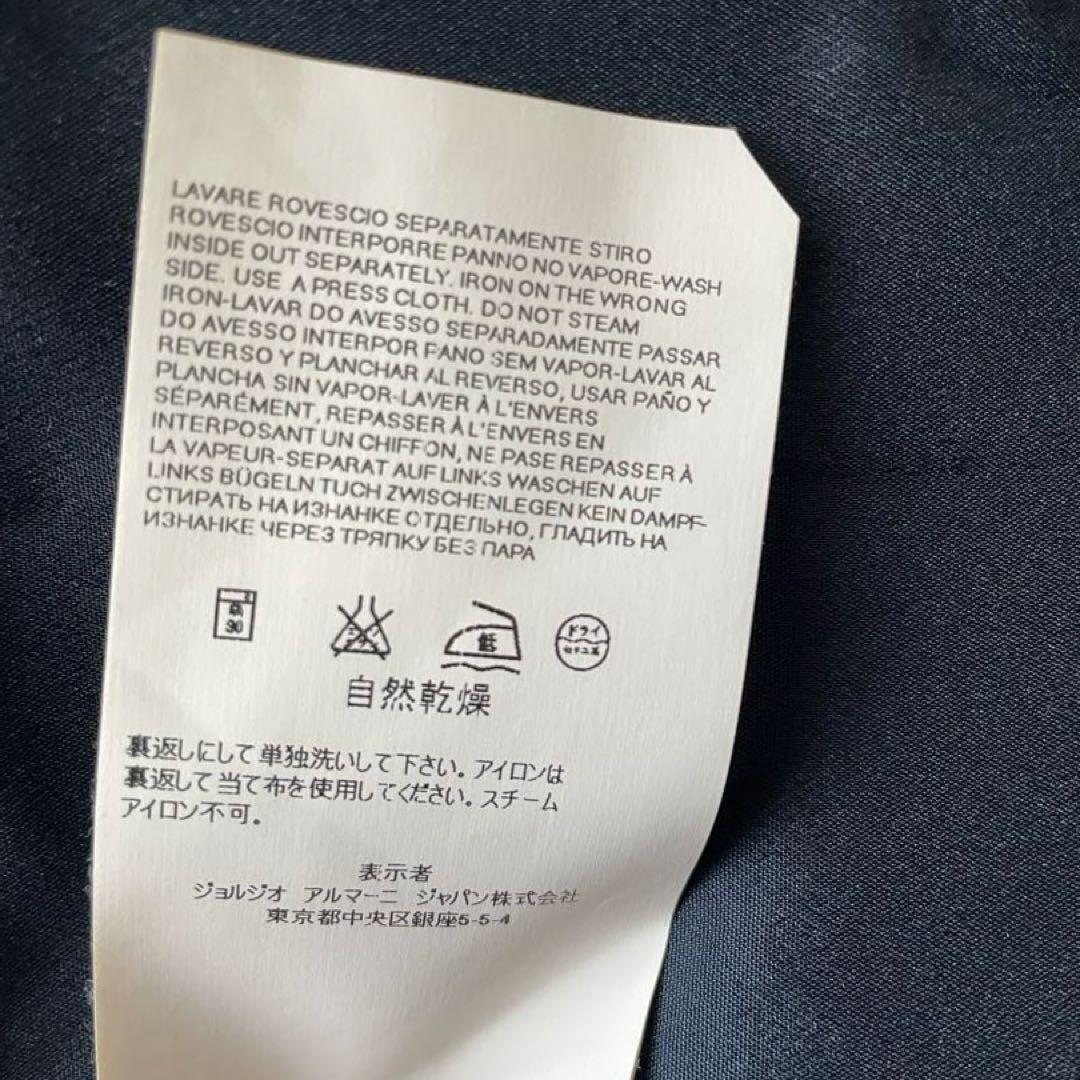 LAVARE ROVESCIO SEPARATAMENTE STIRO
ROVESCIO INTERPORRE PANNO NO VAPORE-WASH
INSIDE OUT SEPARATELY. IRON ON THE WRONG
SIDE. USE A PRESS CLOTH. DO NOT STEAM
IRON-LAVAR DO AVESSO SEPARADAMENTE PASSAR
DO AVESSO INTERPOR PANO SEM VAPOR-LAVAR AL
REVERSO Y PLANCHAR AL REVERSO, USAR PAÑO Y
PLANCHA SIN VAPOR-LAVER À L'ENVERS
SÉPARÉMENT, REPASSER À L'ENVERS EN
INTERPOSANT UN CHIFFON, NE PASE REPASSER À
LA VAPEUR-SEPARAT AUF LINKS WASCHEN AUF
LINKS BÜGELN TUCH ZWISCHENLEGEN KEIN DAMPF-
СТИРАТЬ НА ИЗНАНКЕ ОТДЕЛЬНО, ГЛАДИТЬ НА
ИЗНАНКЕ ЧЕРЕЗ ТРЯПКУ БЕЗ ПАРА
30
低
ドライ
自然乾燥
裏返しにして単独洗いして下さい。アイロンは
裏返して当て布を使用してください。スチーム
アイロン不可。
表示者
ジョルジオ アルマーニ ジャパン株式会社
東京都中央区銀座5-5-4